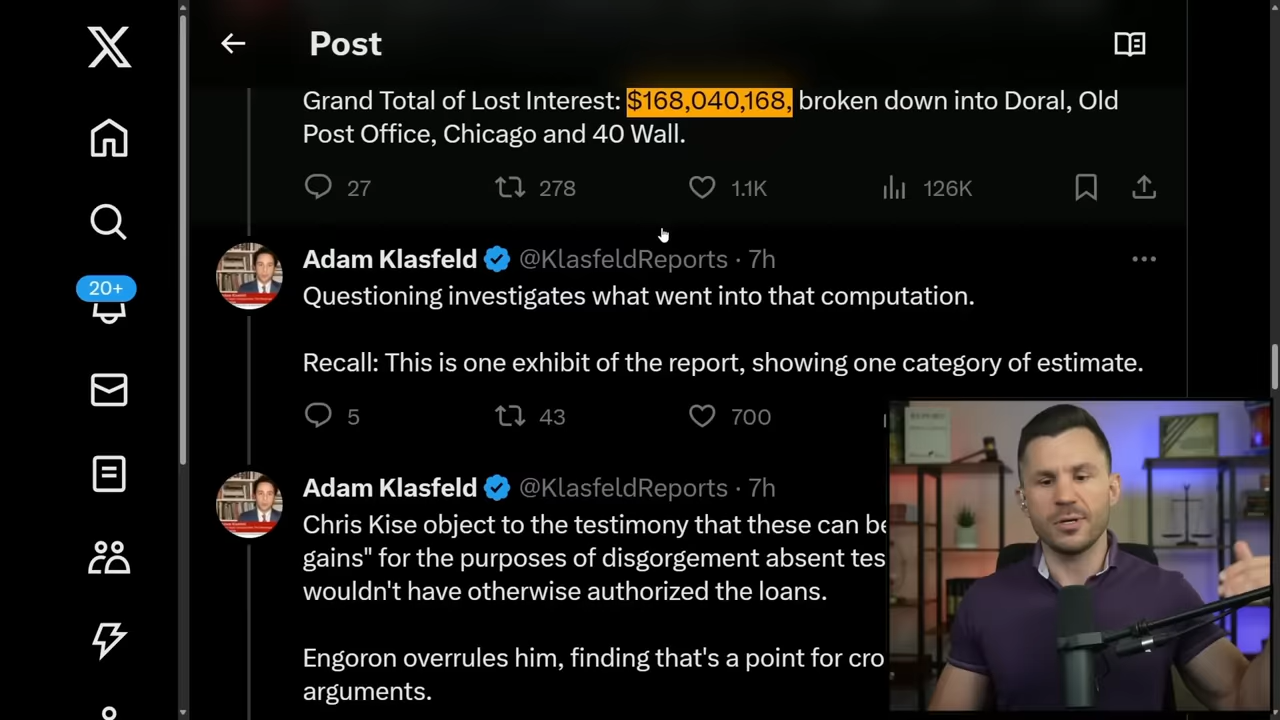 Post
Grand Total of Lost Interest: $168,040,168, broken down into Doral, Old
Post Office, Chicago and 40 Wall.
27 278 1.1K 126K
20+
Adam Klasfeld @KlasfeldReports · 7h
Questioning investigates what went into that computation.
Recall: This is one exhibit of the report, showing one category of estimate.
5 43 700
Adam Klasfeld @KlasfeldReports · 7h
Chris Kise object to the testimony that these can be
gains" for the purposes of disgorgement absent
wouldn't have otherwise authorized the loans.
Engoron overrules him, finding that's a point for
arguments.